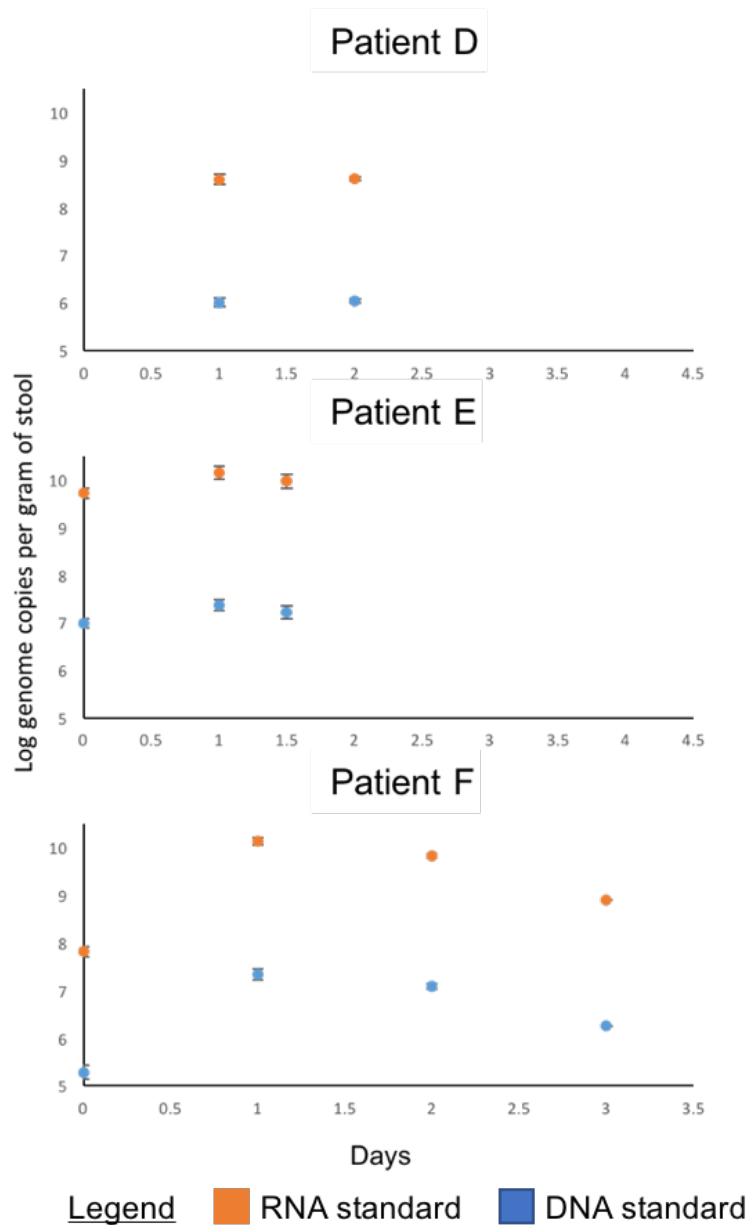 Patient D
10
9
8
7
6
5
0 0.5 1 1.5 2 2.5 3 3.5 4 4.5
Patient E
10
9
8
7
6
5
0 0.5 1 1.5 2 2.5 3 3.5 4 4.5
Log genome copies per gram of stool
Patient F
10
9
8
7
6
5
0 0.5 1 1.5 2 2.5 3 3.5
Days
Legend RNA standard DNA standard